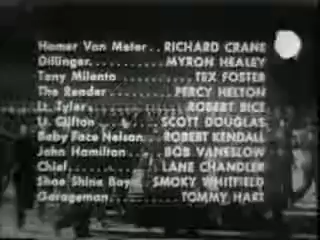 Homer Van Meter.. RICHARD CRANE
Dillinger........... MYRON HEALEY
Tony Milento.......... TEX FOSTER
The Reader......... PERCY HELTON
Lt. Tyler............ ROBERT BICE
Lt. Clifton...... SCOTT DOUGLAS
Baby Face Nelson.. ROBERT KENDALL
John Hamilton..... BOB VANSELOW
Chief............. LANE CHANDLER
Shoe Shine Boy.. SMOKY WHITFIELD
Garageman.......... TOMMY HART